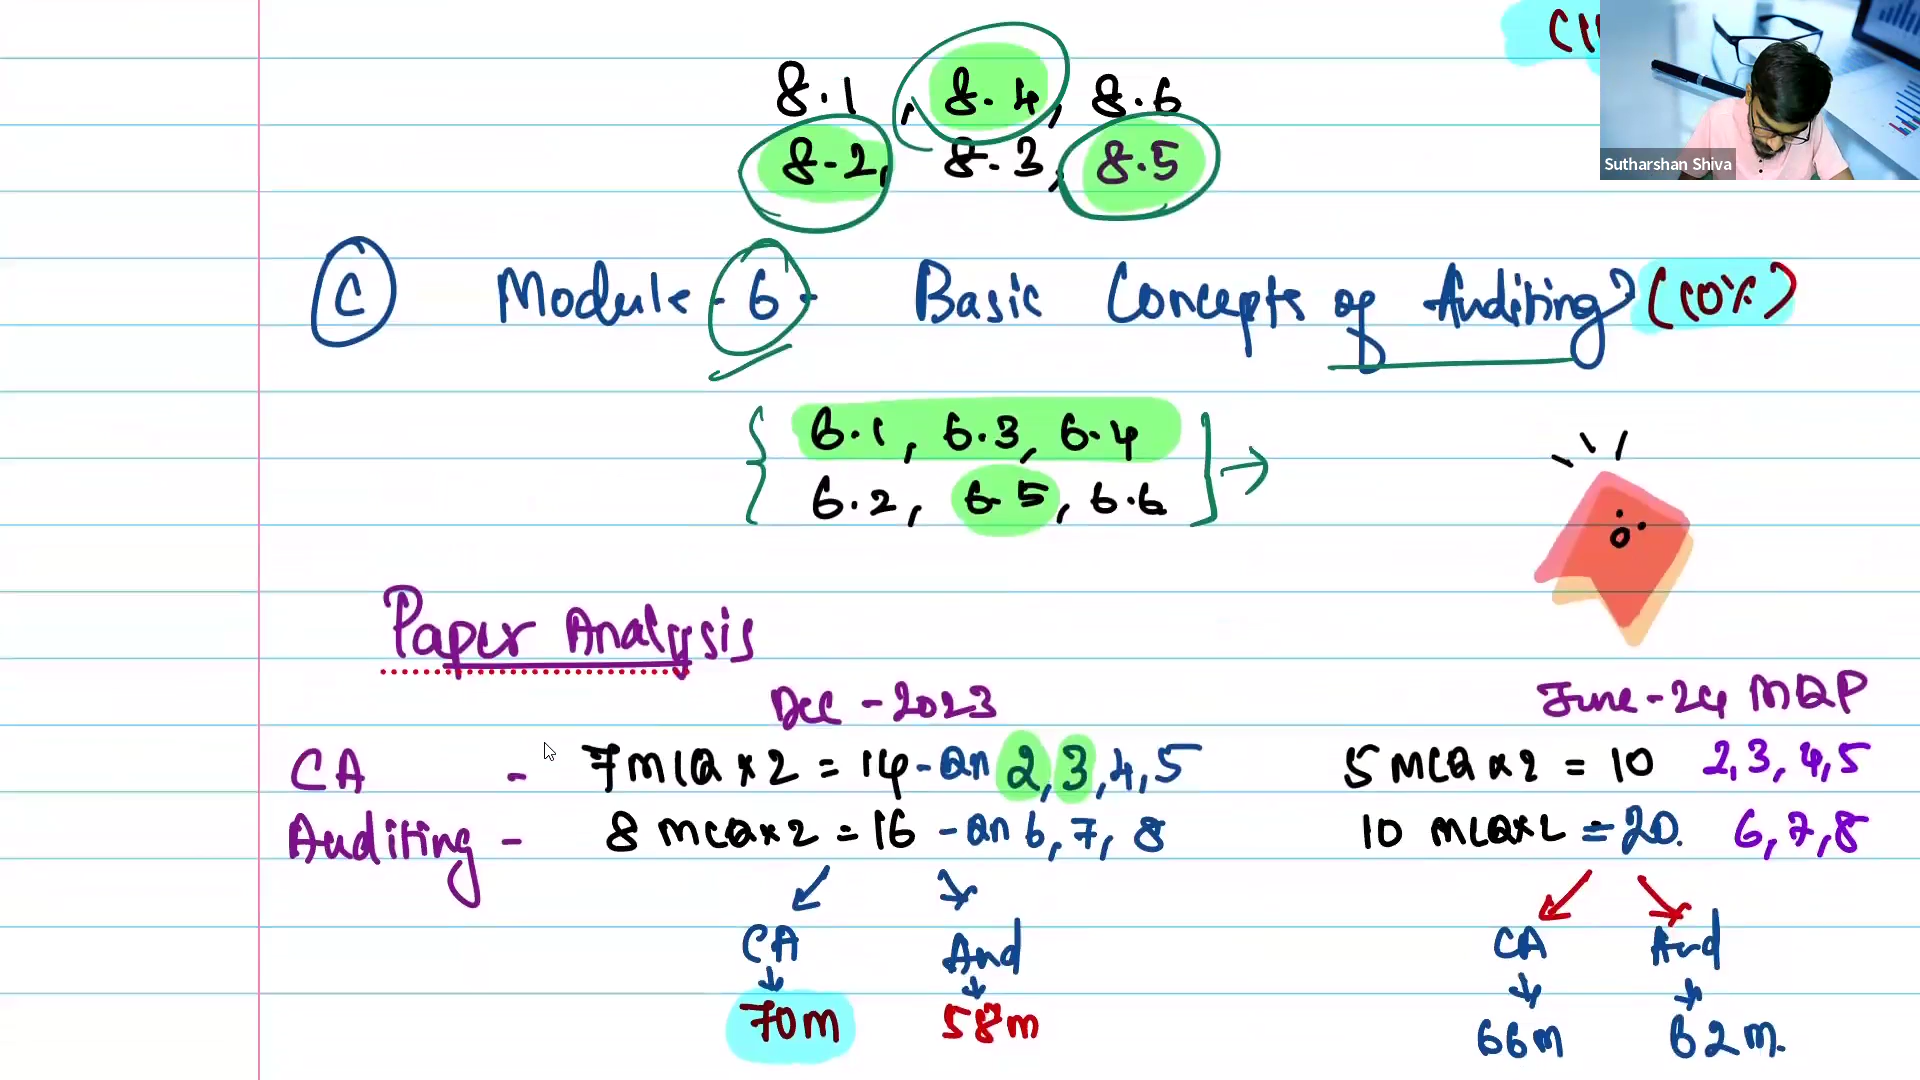 8.1, 8.4, 8.6
8.2, 8.3, 8.5
Sutharshan Shiva
C Module - 6 - Basic Concepts of Auditing? (10%)
{ 6.1, 6.3, 6.4
6.2, 6.5, 6.6 } →
Paper Analysis
Dec - 2023
June - 24 MQP
CA - 7 MCQ x 2 = 14 - Qn 2, 3, 4, 5
5 MCQ x 2 = 10 2, 3, 4, 5
Auditing - 8 MCQ x 2 = 16 - Qn 6, 7, 8
10 MCQ x 2 = 20. 6, 7, 8
CA Aud
CA Aud
70m 58m
66m 62m.